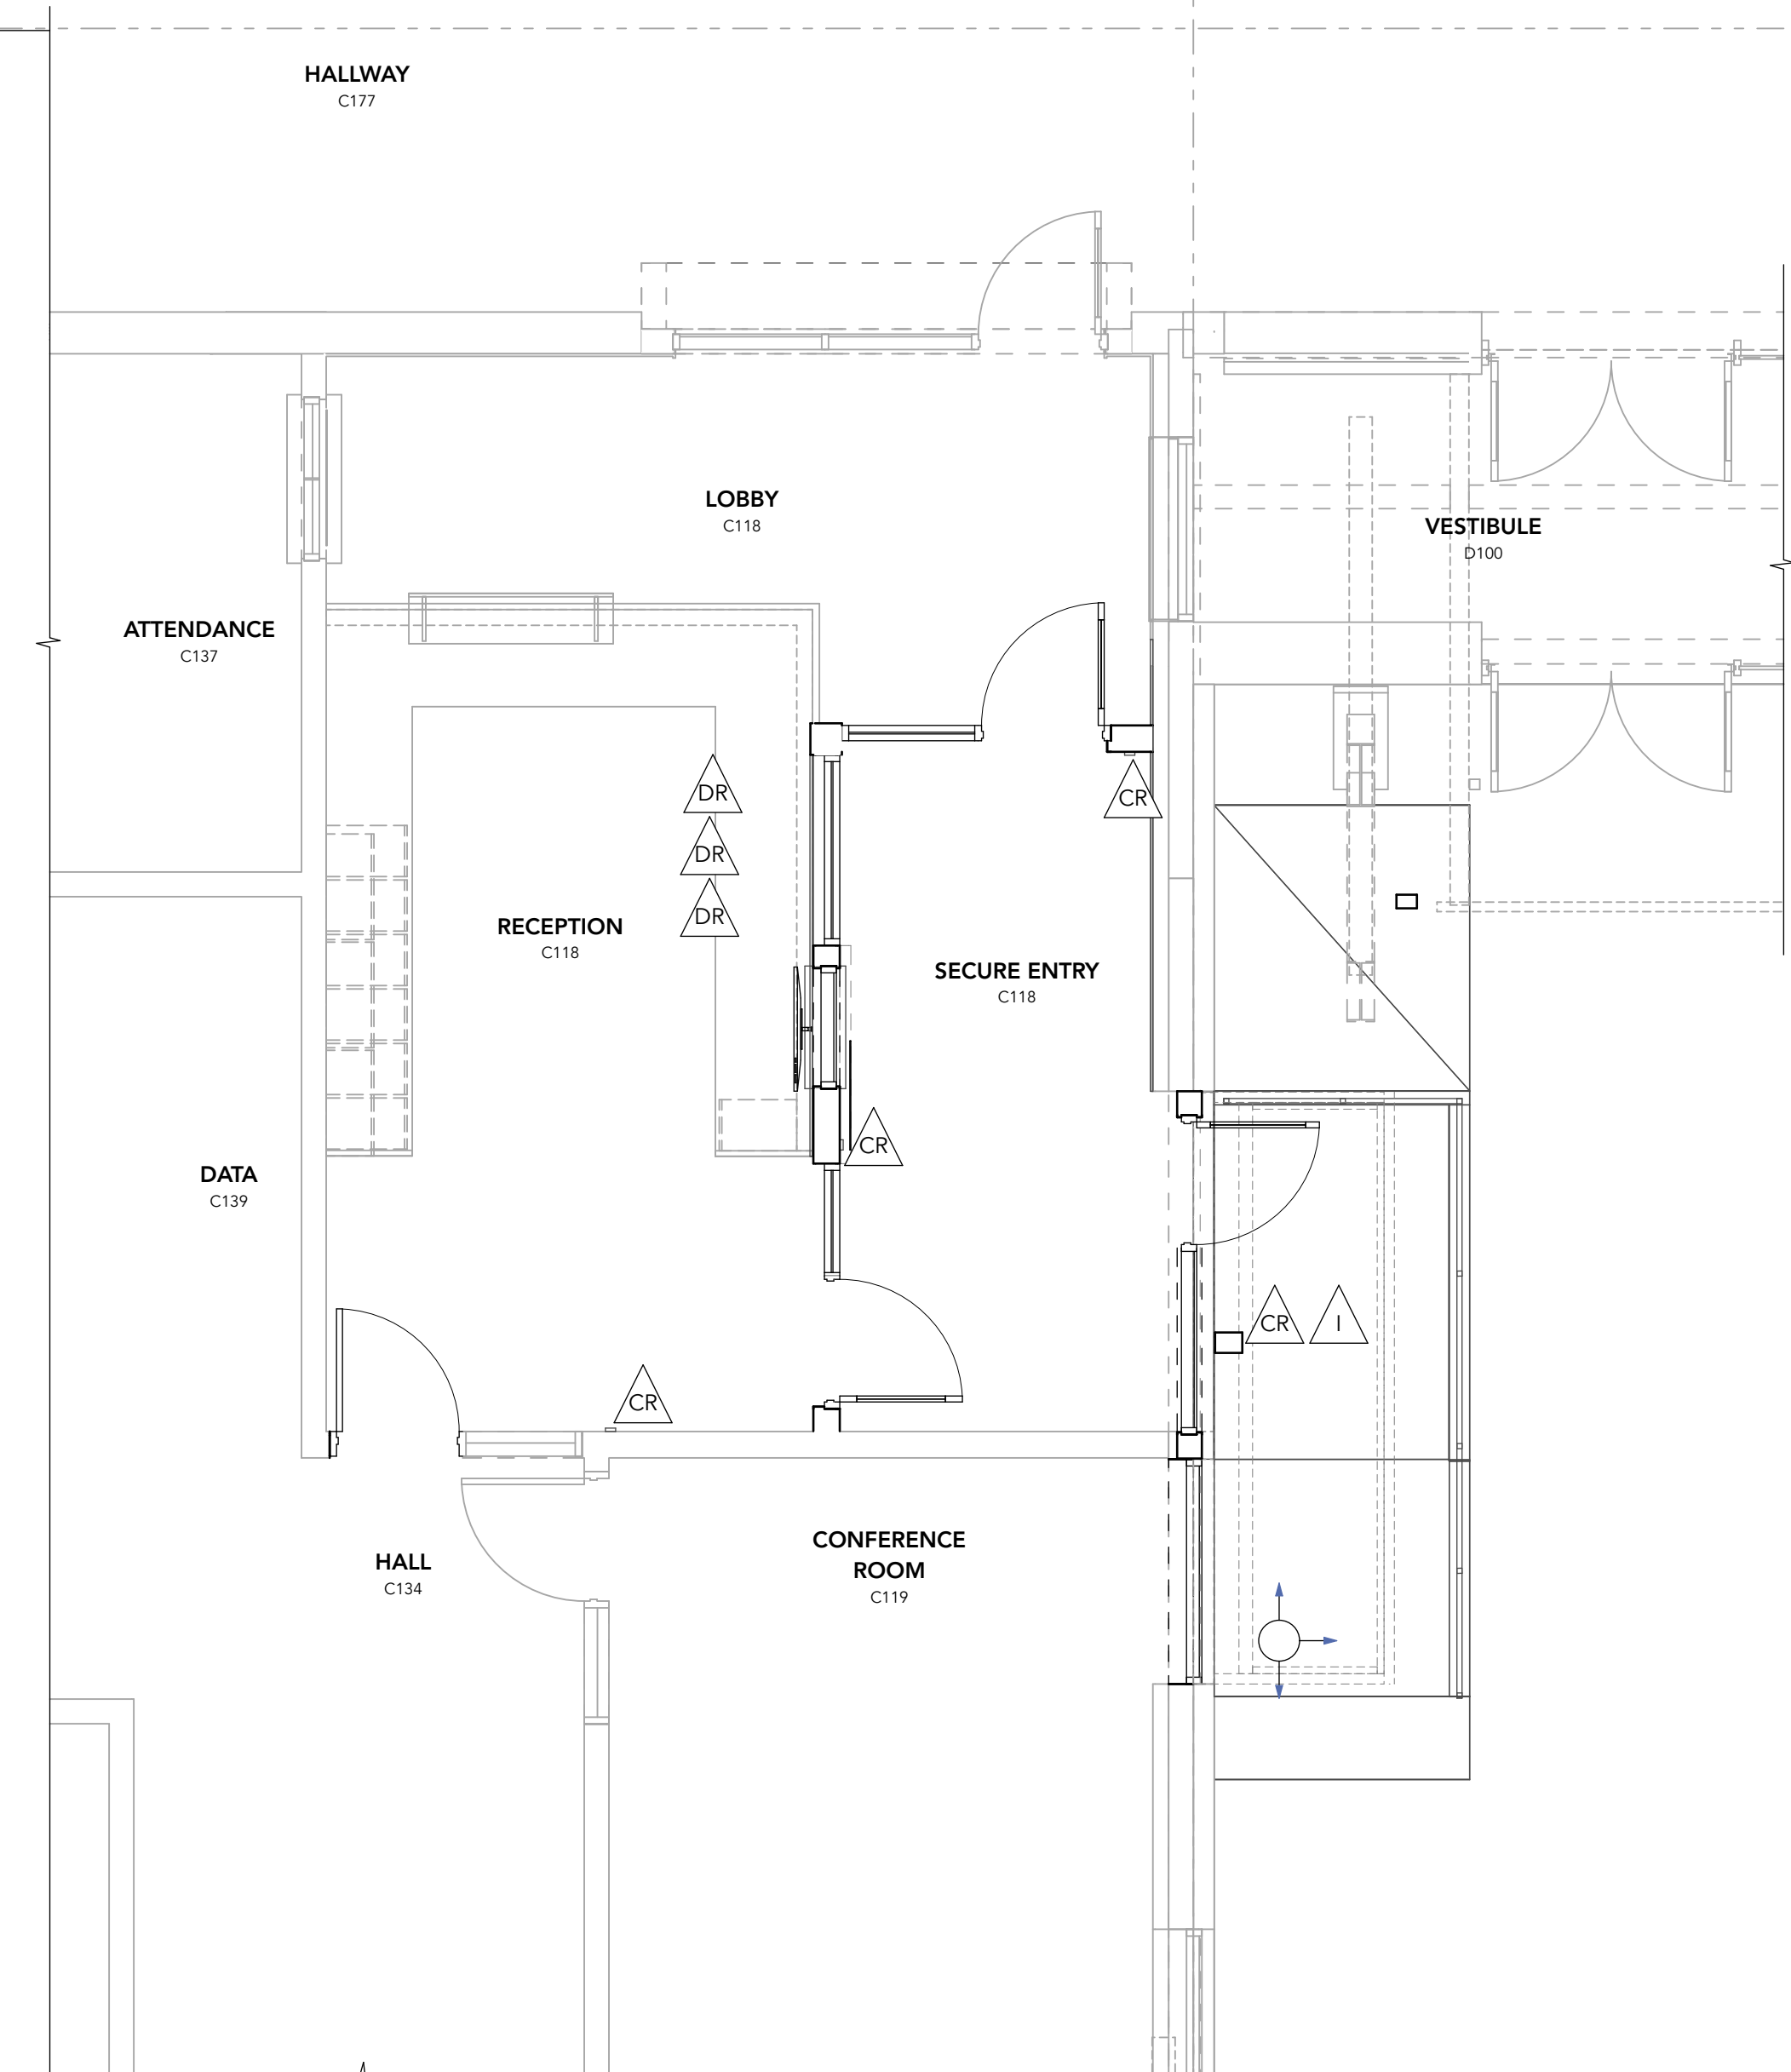 HALLWAY
C177
LOBBY
C118
VESTIBULE
D100
ATTENDANCE
C137
DR
CR
DR
DR
RECEPTION
C118
SECURE ENTRY
C118
CR
DATA
C139
CR
I
CR
CONFERENCE
ROOM
C119
HALL
C134